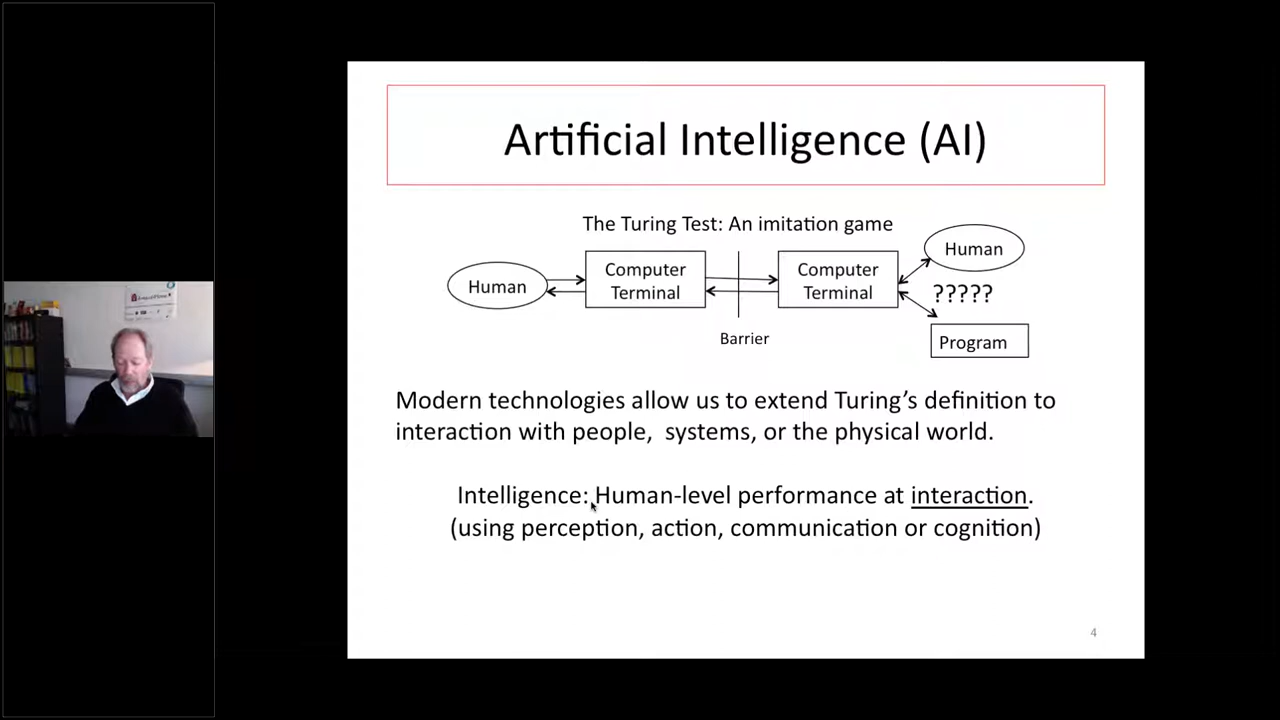 Artificial Intelligence (AI)
The Turing Test: An imitation game
Human
Computer
Terminal
Barrier
Computer
Terminal
Human
?????
Program
Modern technologies allow us to extend Turing’s definition to
interaction with people,  systems, or the physical world.
Intelligence: Human-level performance at interaction.
(using perception, action, communication or cognition)
4